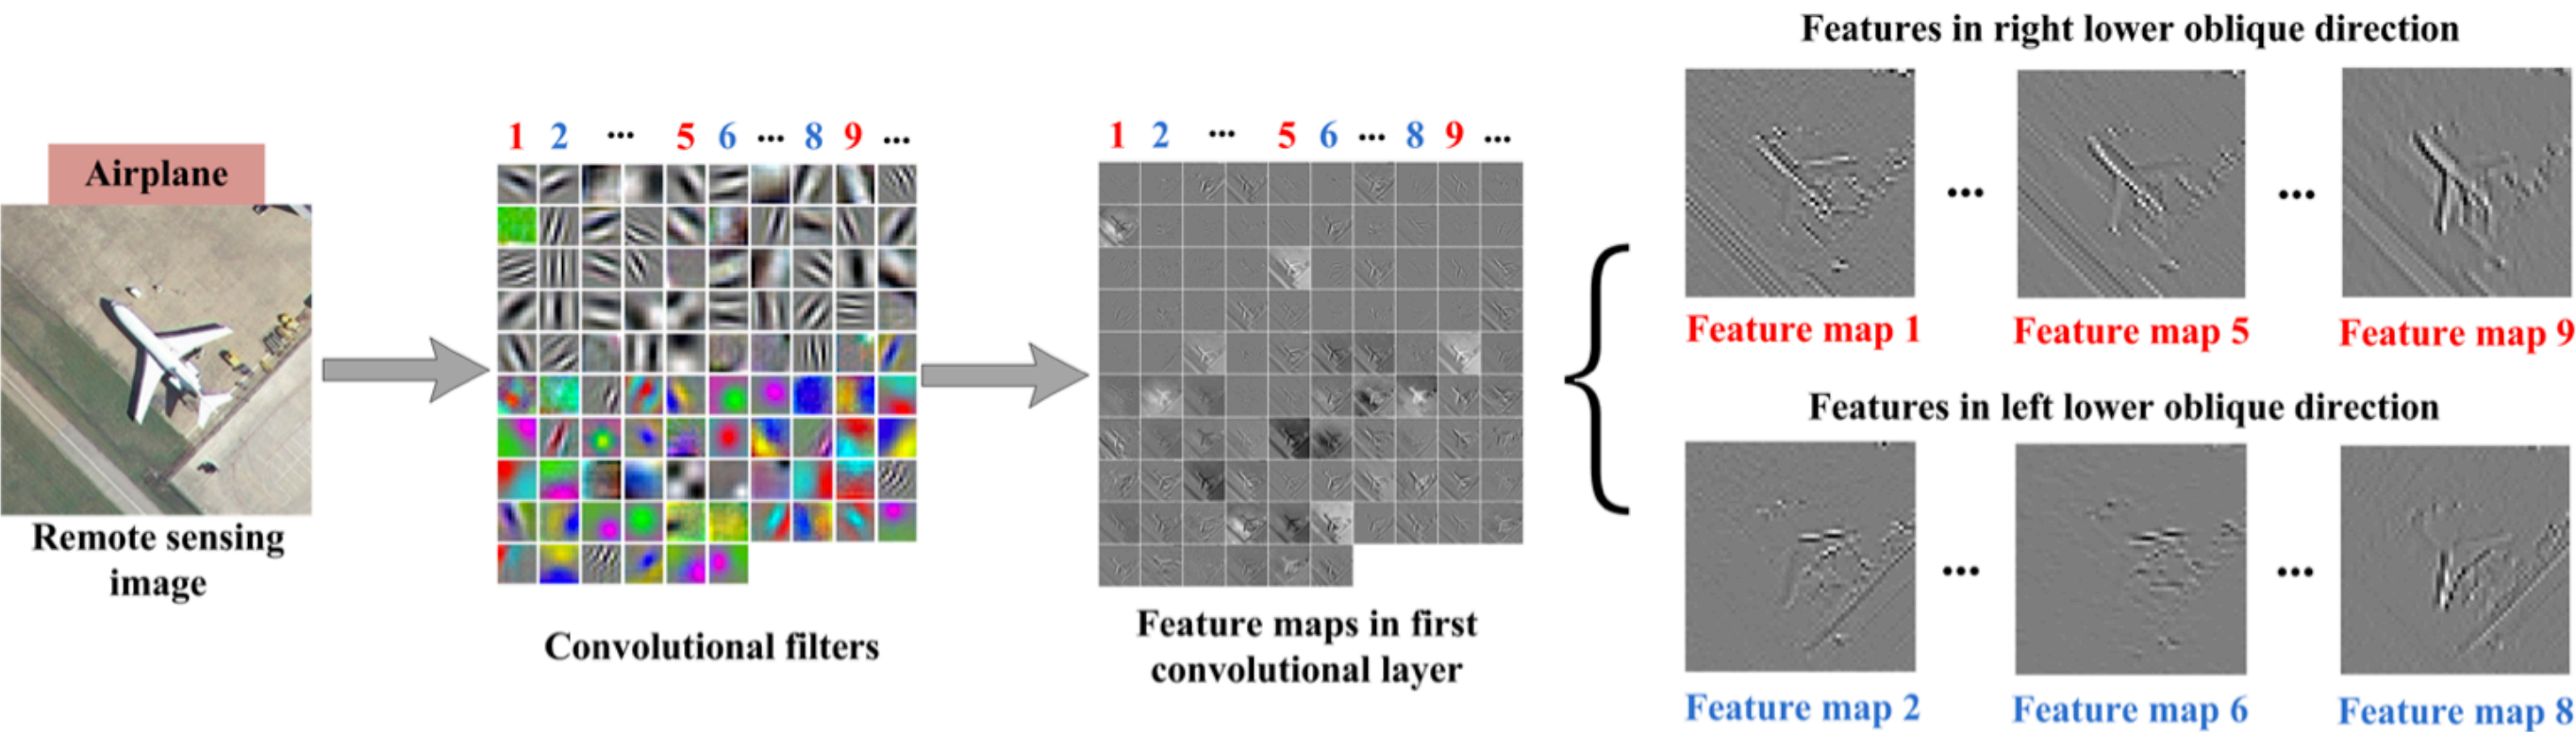 Airplane
Remote sensing
image
1 2 ... 5 6 ... 8 9 ...
Convolutional filters
1 2 ... 5 6 ... 8 9 ...
Feature maps in first
convolutional layer
Features in right lower oblique direction
... ...
Feature map 1 Feature map 5 Feature map 9
Features in left lower oblique direction
... ...
Feature map 2 Feature map 6 Feature map 8